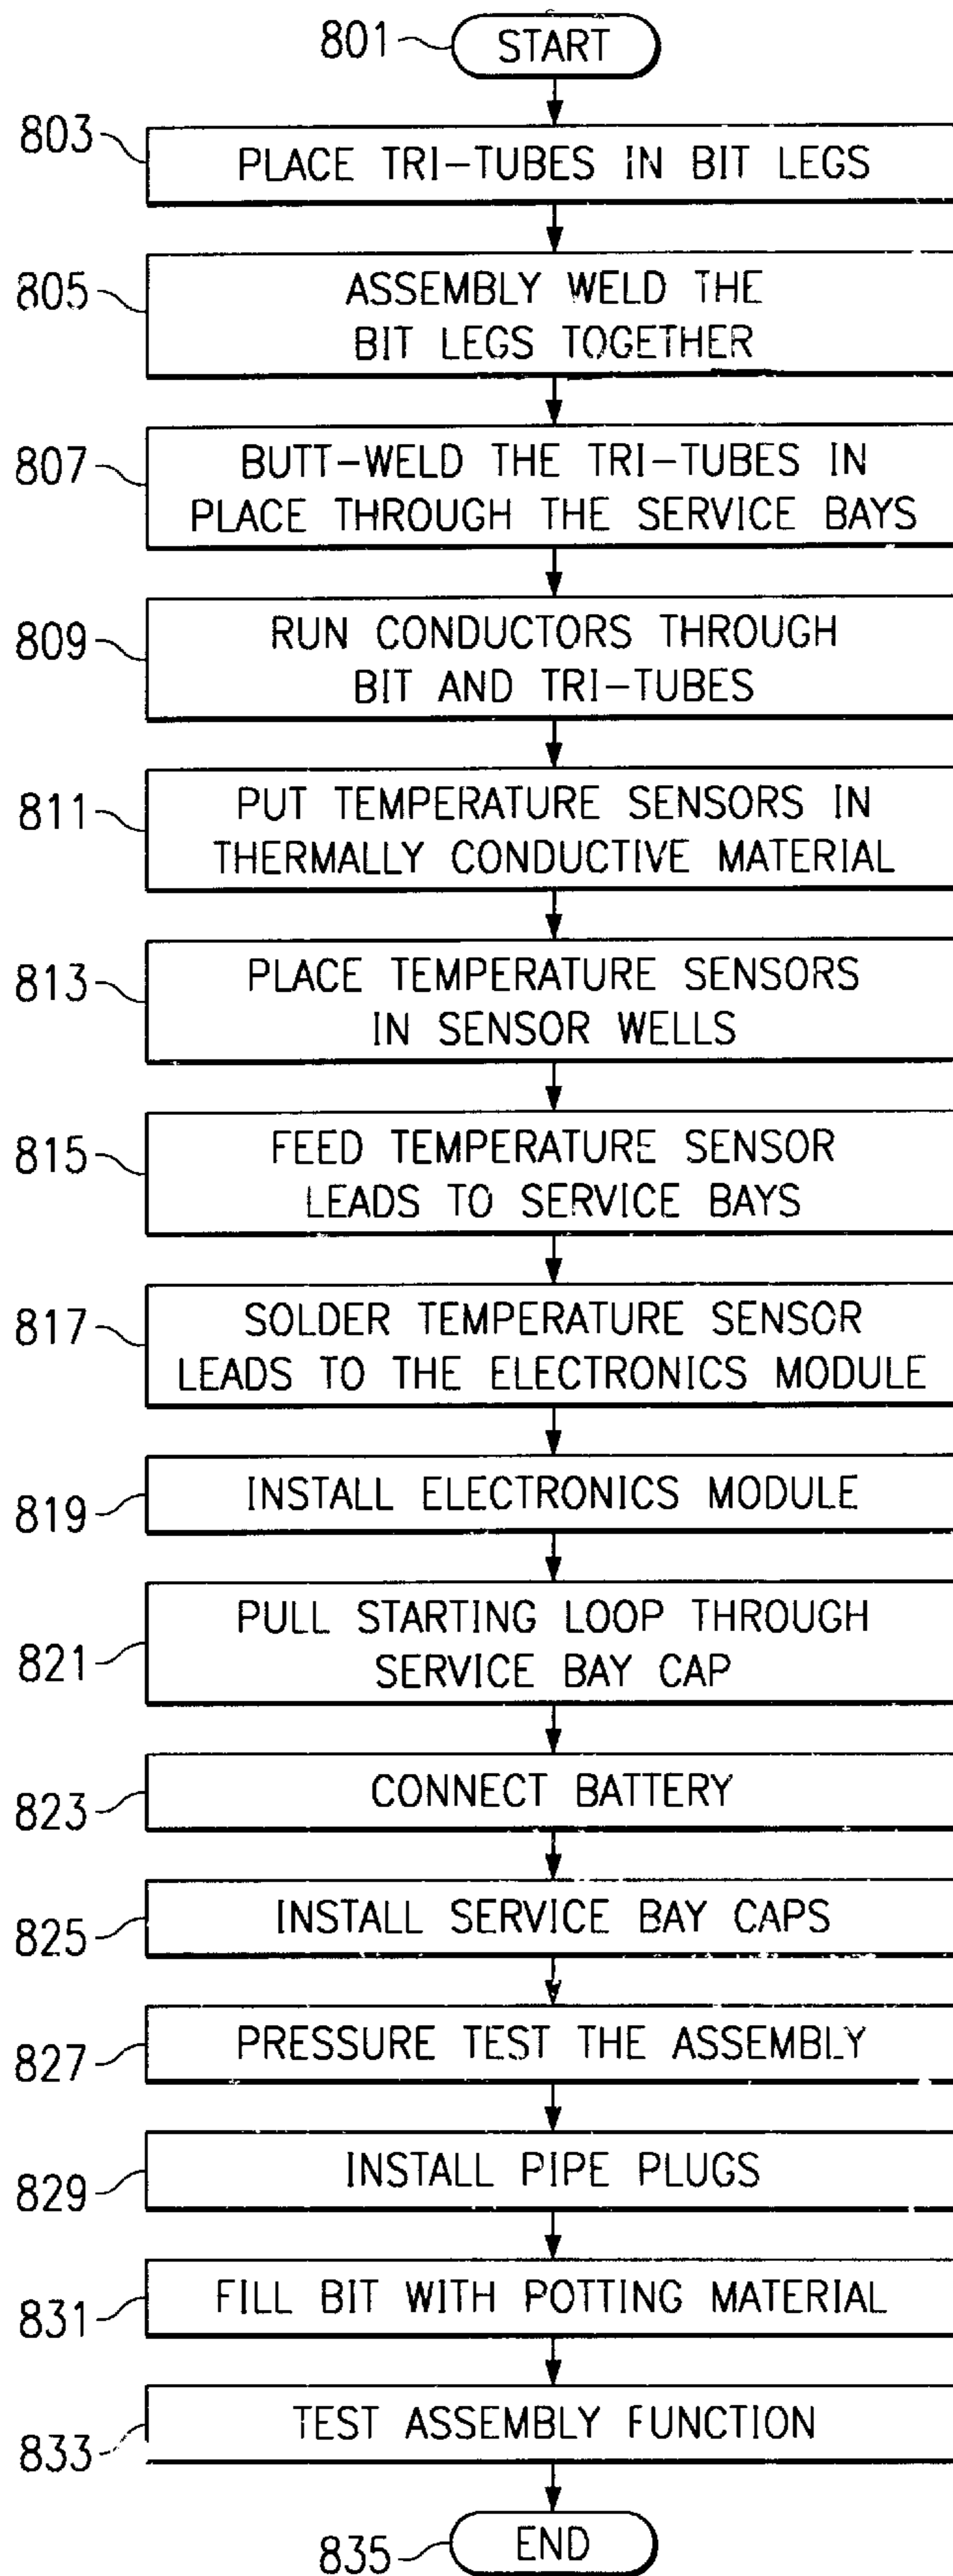 801 START
803 PLACE TRI-TUBES IN BIT LEGS
805 ASSEMBLY WELD THE
BIT LEGS TOGETHER
807 BUTT-WELD THE TRI-TUBES IN
PLACE THROUGH THE SERVICE BAYS
809 RUN CONDUCTORS THROUGH
BIT AND TRI-TUBES
811 PUT TEMPERATURE SENSORS IN
THERMALLY CONDUCTIVE MATERIAL
813 PLACE TEMPERATURE SENSORS
IN SENSOR WELLS
815 FEED TEMPERATURE SENSOR
LEADS TO SERVICE BAYS
817 SOLDER TEMPERATURE SENSOR
LEADS TO THE ELECTRONICS MODULE
819 INSTALL ELECTRONICS MODULE
821 PULL STARTING LOOP THROUGH
SERVICE BAY CAP
823 CONNECT BATTERY
825 INSTALL SERVICE BAY CAPS
827 PRESSURE TEST THE ASSEMBLY
829 INSTALL PIPE PLUGS
831 FILL BIT WITH POTTING MATERIAL
833 TEST ASSEMBLY FUNCTION
835 END